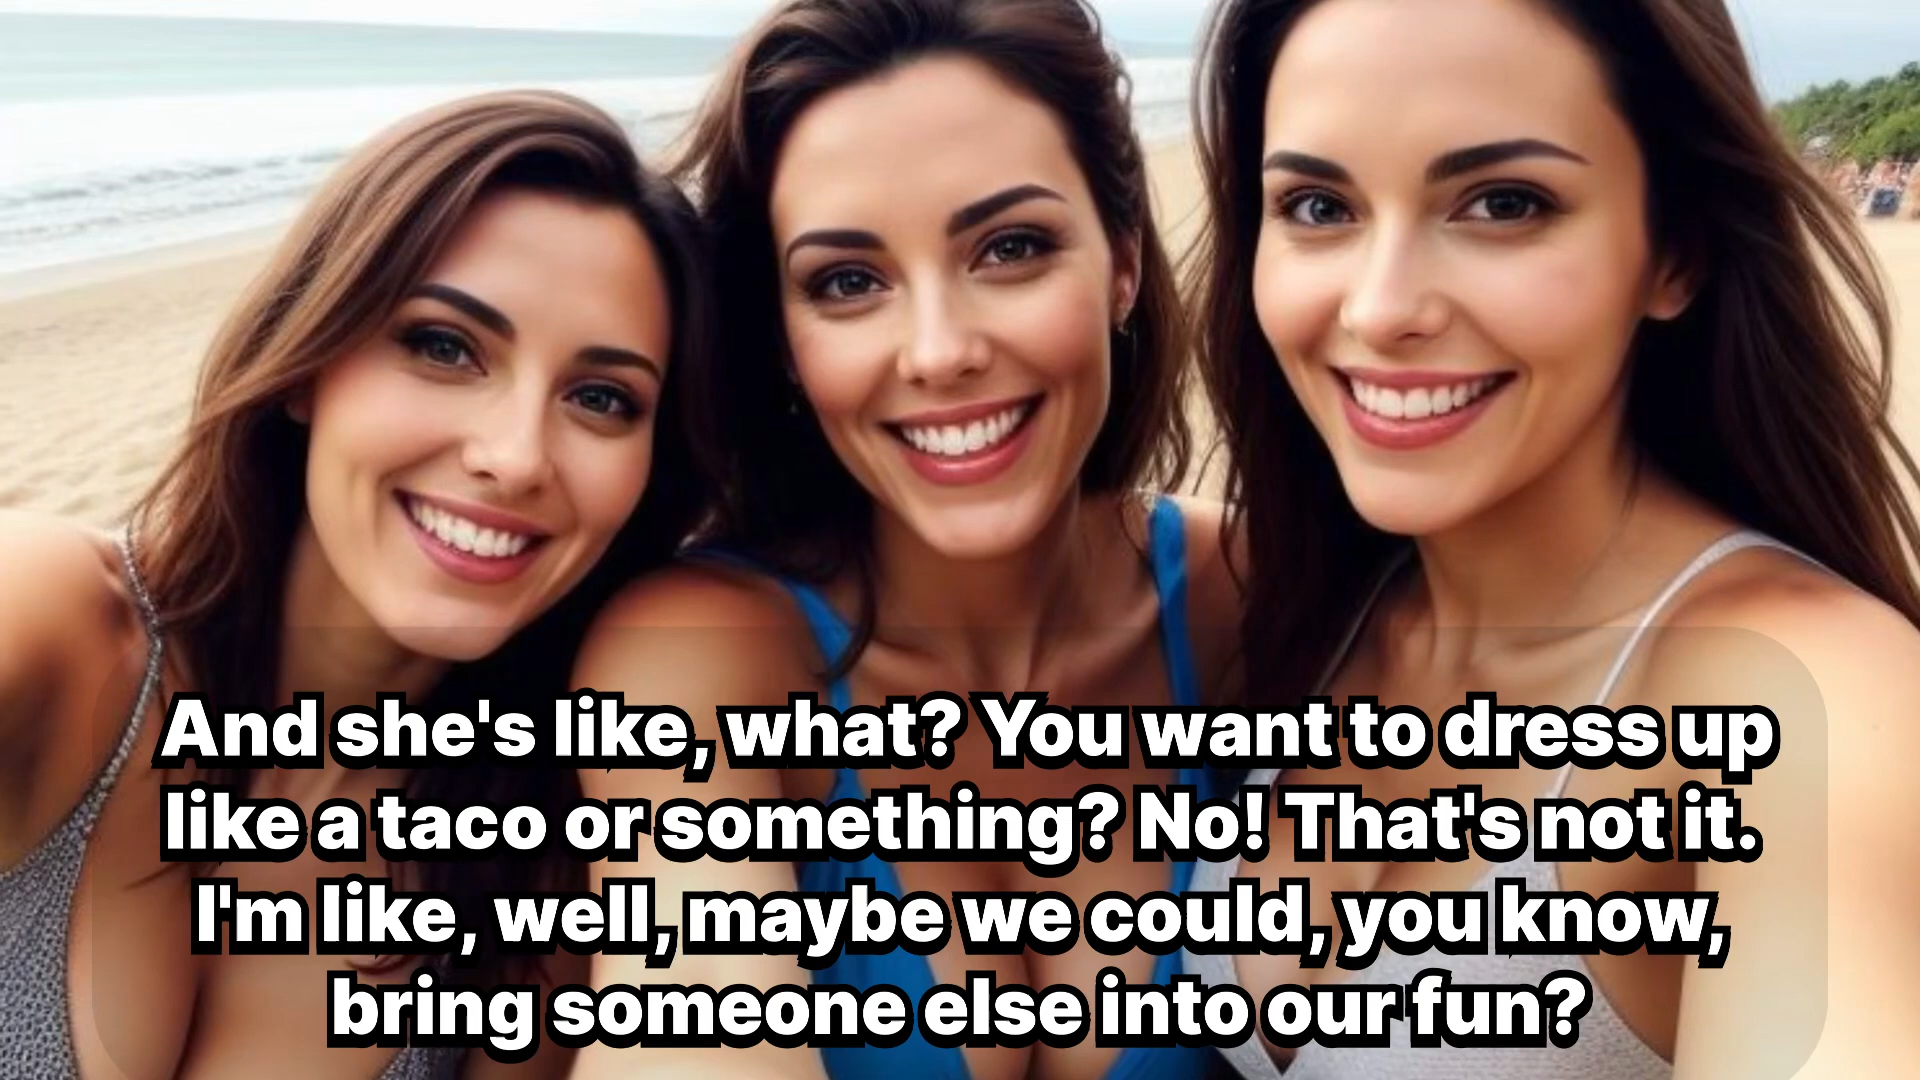 And she's like, what? You want to dress up
like a taco or something? No! That's not it.
I'm like, well, maybe we could, you know,
bring someone else into our fun?